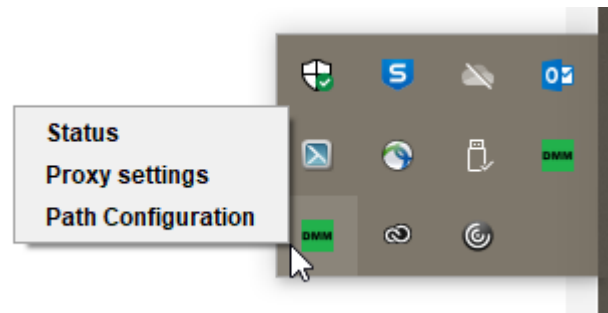 Status
Proxy settings
Path Configuration
S
O
DMM
DMM